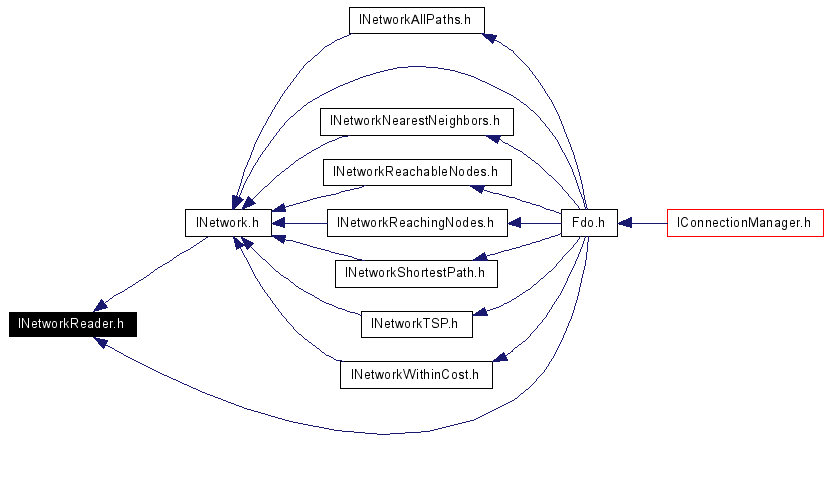 INetworkAllPaths.h
INetworkNearestNeighbors.h
INetworkReachableNodes.h
INetwork.h
INetworkReachingNodes.h
Fdo.h
IConnectionManager.h
INetworkShortestPath.h
INetworkReader.h
INetworkTSP.h
INetworkWithinCost.h